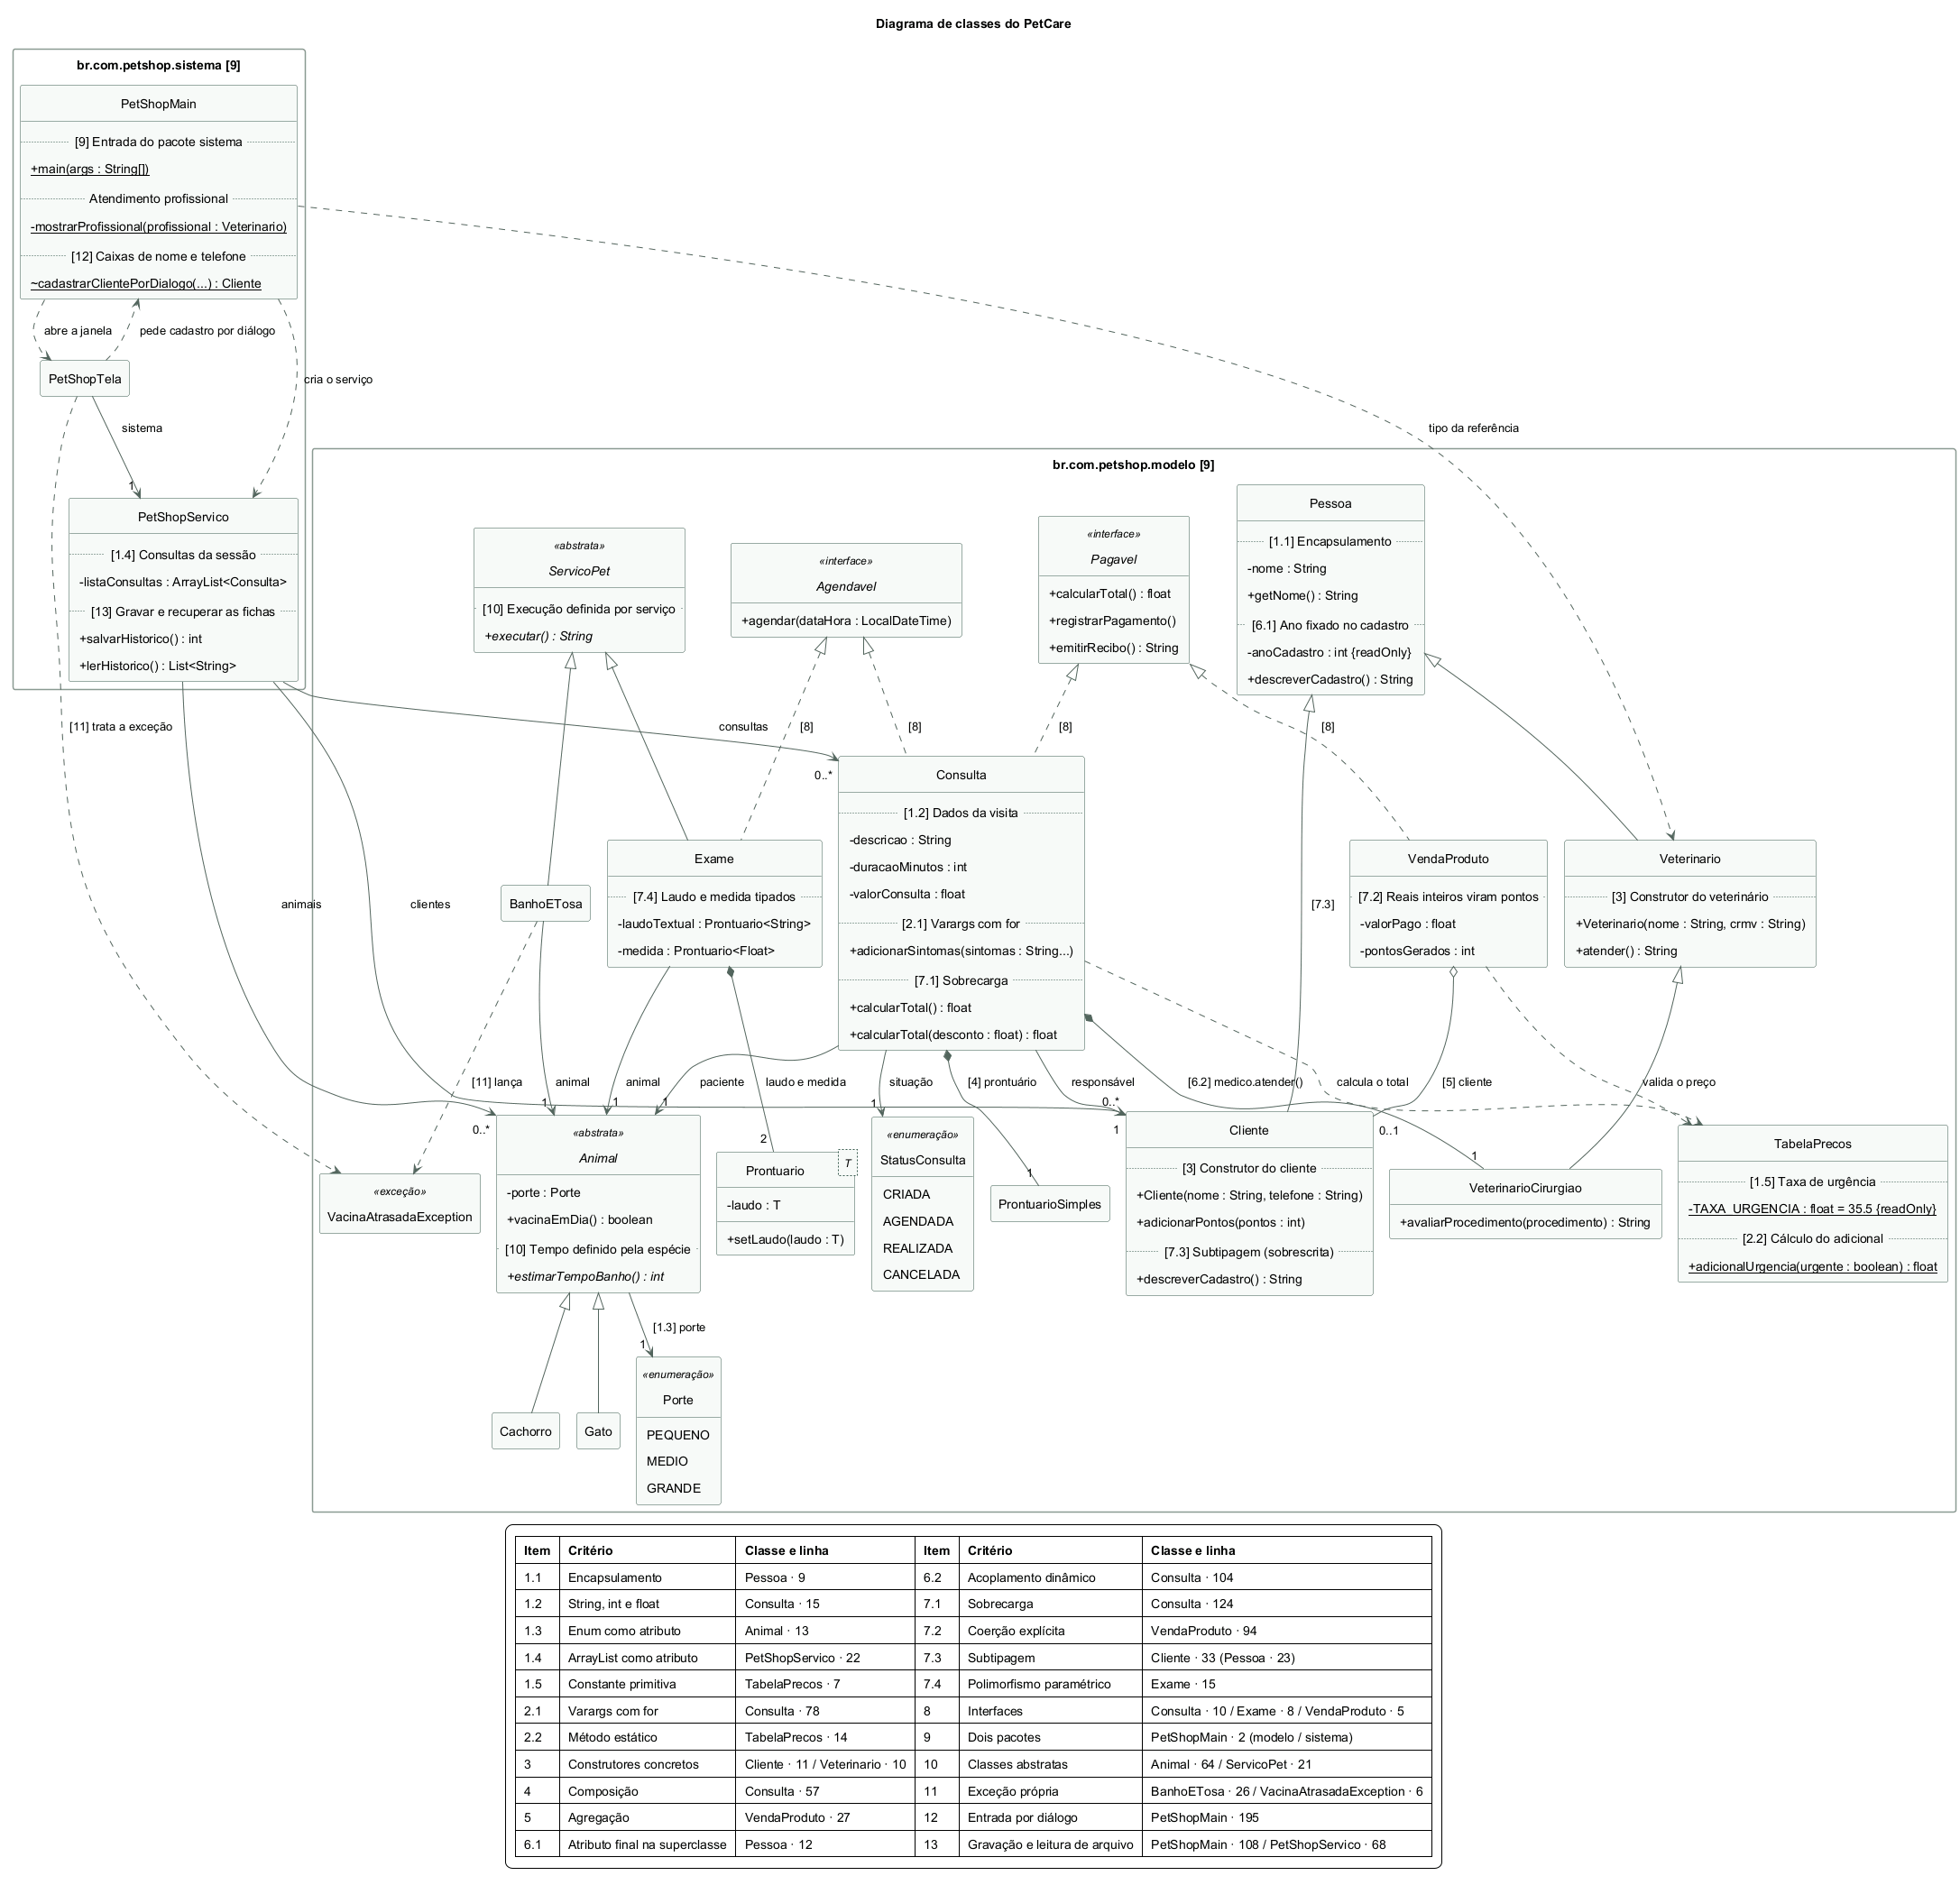 Diagrama de classes do PetCare
br.com.petshop.sistema [9]
PetShopMain
[9] Entrada do pacote sistema
+main(args : String[])
Atendimento profissional
-mostrarProfissional(profissional : Veterinario)
[12] Caixas de nome e telefone
~cadastrarClientePorDialogo(...) : Cliente
abre a janela
pede cadastro por diálogo
PetShopTela
cria o serviço
sistema
1
tipo da referência
PetShopServico
[1.4] Consultas da sessão
-listaConsultas : ArrayList<Consulta>
[13] Gravar e recuperar as fichas
+salvarHistorico() : int
+lerHistorico() : List<String>
br.com.petshop.modelo [9]
«abstrata»
ServicoPet
[10] Execução definida por serviço
+executar() : String
«interface»
Agendavel
+agendar(dataHora : LocalDateTime)
«interface»
Pagavel
+calcularTotal() : float
+registrarPagamento()
+emitirRecibo() : String
Pessoa
[1.1] Encapsulamento
-nome : String
+getNome() : String
[6.1] Ano fixado no cadastro
-anoCadastro : int {readOnly}
+descreverCadastro() : String
[11] trata a exceção
consultas
0..*
[8]
[8]
[8]
[8]
animais
clientes
BanhoETosa
Exame
[7.4] Laudo e medida tipados
-laudoTextual : Prontuario<String>
-medida : Prontuario<Float>
Consulta
[1.2] Dados da visita
-descricao : String
-duracaoMinutos : int
-valorConsulta : float
[2.1] Varargs com for
+adicionarSintomas(sintomas : String...)
[7.1] Sobrecarga
+calcularTotal() : float
+calcularTotal(desconto : float) : float
[7.3]
VendaProduto
[7.2] Reais inteiros viram pontos
-valorPago : float
-pontosGerados : int
Veterinario
[3] Construtor do veterinário
+Veterinario(nome : String, crmv : String)
+atender() : String
[11] lança
animal
1
animal
1
paciente
1
laudo e medida
2
situação
1
[4] prontuário
1
responsável
1
0..*
[6.2] medico.atender()
1
calcula o total
[5] cliente
0..1
valida o preço
0..*
«exceção»
VacinaAtrasadaException
«abstrata»
Animal
-porte : Porte
+vacinaEmDia() : boolean
[10] Tempo definido pela espécie
+estimarTempoBanho() : int
Prontuario
T
-laudo : T
+setLaudo(laudo : T)
«enumeração»
StatusConsulta
CRIADA
AGENDADA
REALIZADA
CANCELADA
ProntuarioSimples
Cliente
[3] Construtor do cliente
+Cliente(nome : String, telefone : String)
+adicionarPontos(pontos : int)
[7.3] Subtipagem (sobrescrita)
+descreverCadastro() : String
VeterinarioCirurgiao
+avaliarProcedimento(procedimento) : String
TabelaPrecos
[1.5] Taxa de urgência
-TAXA_URGENCIA : float = 35.5 {readOnly}
[2.2] Cálculo do adicional
+adicionalUrgencia(urgente : boolean) : float
[1.3] porte
1
Cachorro
Gato
«enumeração»
Porte
PEQUENO
MEDIO
GRANDE
Item Critério Classe e linha Item Critério Classe e linha
1.1 Encapsulamento Pessoa · 9 6.2 Acoplamento dinâmico Consulta · 104
1.2 String, int e float Consulta · 15 7.1 Sobrecarga Consulta · 124
1.3 Enum como atributo Animal · 13 7.2 Coerção explícita VendaProduto · 94
1.4 ArrayList como atributo PetShopServico · 22 7.3 Subtipagem Cliente · 33 (Pessoa · 23)
1.5 Constante primitiva TabelaPrecos · 7 7.4 Polimorfismo paramétrico Exame · 15
2.1 Varargs com for Consulta · 78 8 Interfaces Consulta · 10 / Exame · 8 / VendaProduto · 5
2.2 Método estático TabelaPrecos · 14 9 Dois pacotes PetShopMain · 2 (modelo / sistema)
3 Construtores concretos Cliente · 11 / Veterinario · 10 10 Classes abstratas Animal · 64 / ServicoPet · 21
4 Composição Consulta · 57 11 Exceção própria BanhoETosa · 26 / VacinaAtrasadaException · 6
5 Agregação VendaProduto · 27 12 Entrada por diálogo PetShopMain · 195
6.1 Atributo final na superclasse Pessoa · 12 13 Gravação e leitura de arquivo PetShopMain · 108 / PetShopServico · 68